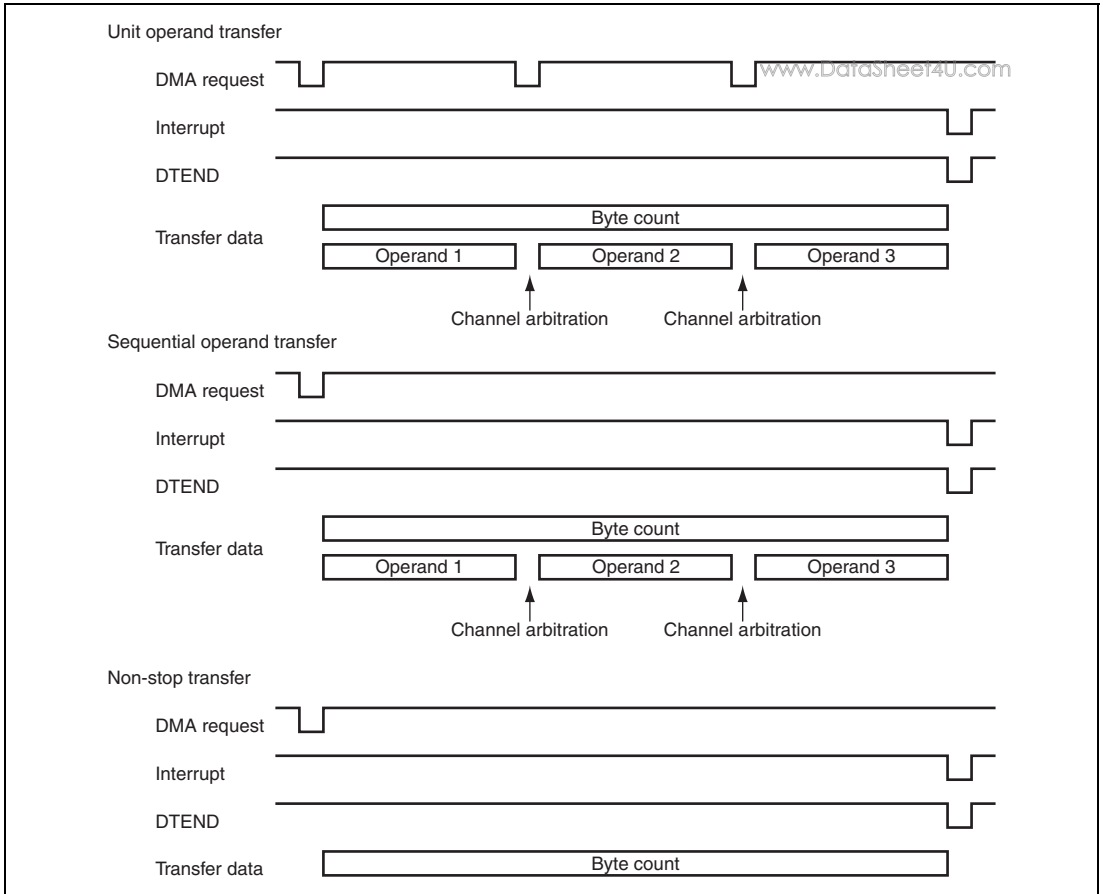 Unit operand transfer
DMA request
www.DataSheet4U.com
Interrupt
DTEND
Byte count
Transfer data
Operand 1 Operand 2 Operand 3
Channel arbitration Channel arbitration
Sequential operand transfer
DMA request
Interrupt
DTEND
Byte count
Transfer data
Operand 1 Operand 2 Operand 3
Channel arbitration Channel arbitration
Non-stop transfer
DMA request
Interrupt
DTEND
Transfer data Byte count